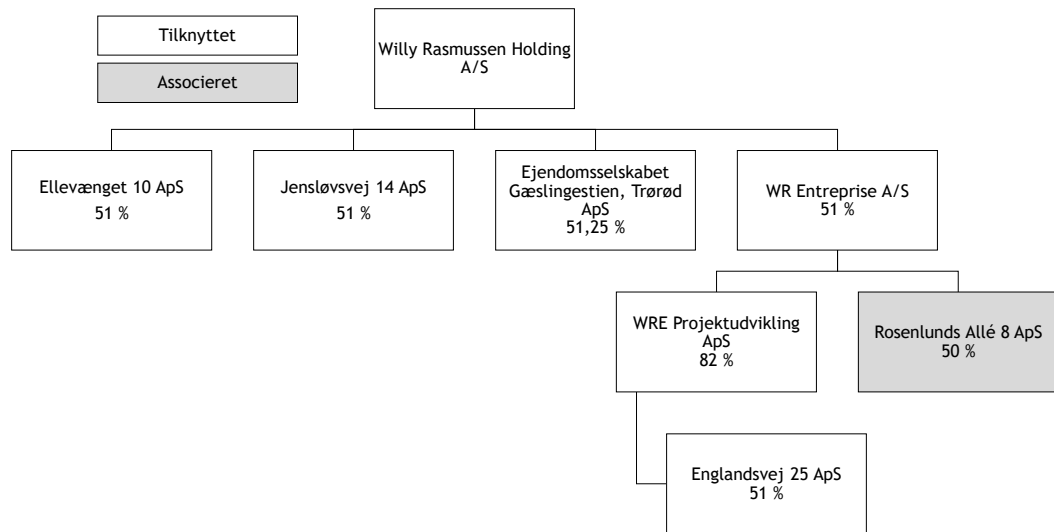 Tilknyttet
Associeret
Willy Rasmussen Holding
A/S
Ellevænget 10 ApS
51 %
Jensløvsvej 14 ApS
51 %
Ejendomsselskabet
Gæslingestien, Trørød
ApS
51,25 %
WR Entreprise A/S
51 %
WRE Projektudvikling
ApS
82 %
Rosenlunds Allé 8 ApS
50 %
Englandsvej 25 ApS
51 %